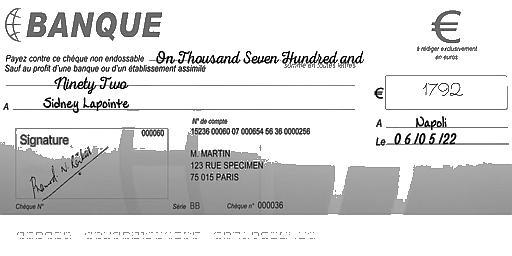 BANQUE
€
à rédiger exclusivement
en euros
Payez contre ce chèque non endossable On Thousand Seven Hundred and
Sauf au profit d'une banque ou d'un établissement assimilé
somme en toutes lettres
Ninety Two
€ 1792
A Sidney Lapointe
A Napoli
Le 06/05/22
Signature
000060
N° de compte
15236 00060 07 000654 56 36 0000256
M. MARTIN
123 RUE SPECIMEN
75 015 PARIS
Chèque N°
Série BB
Chèque n° 000036